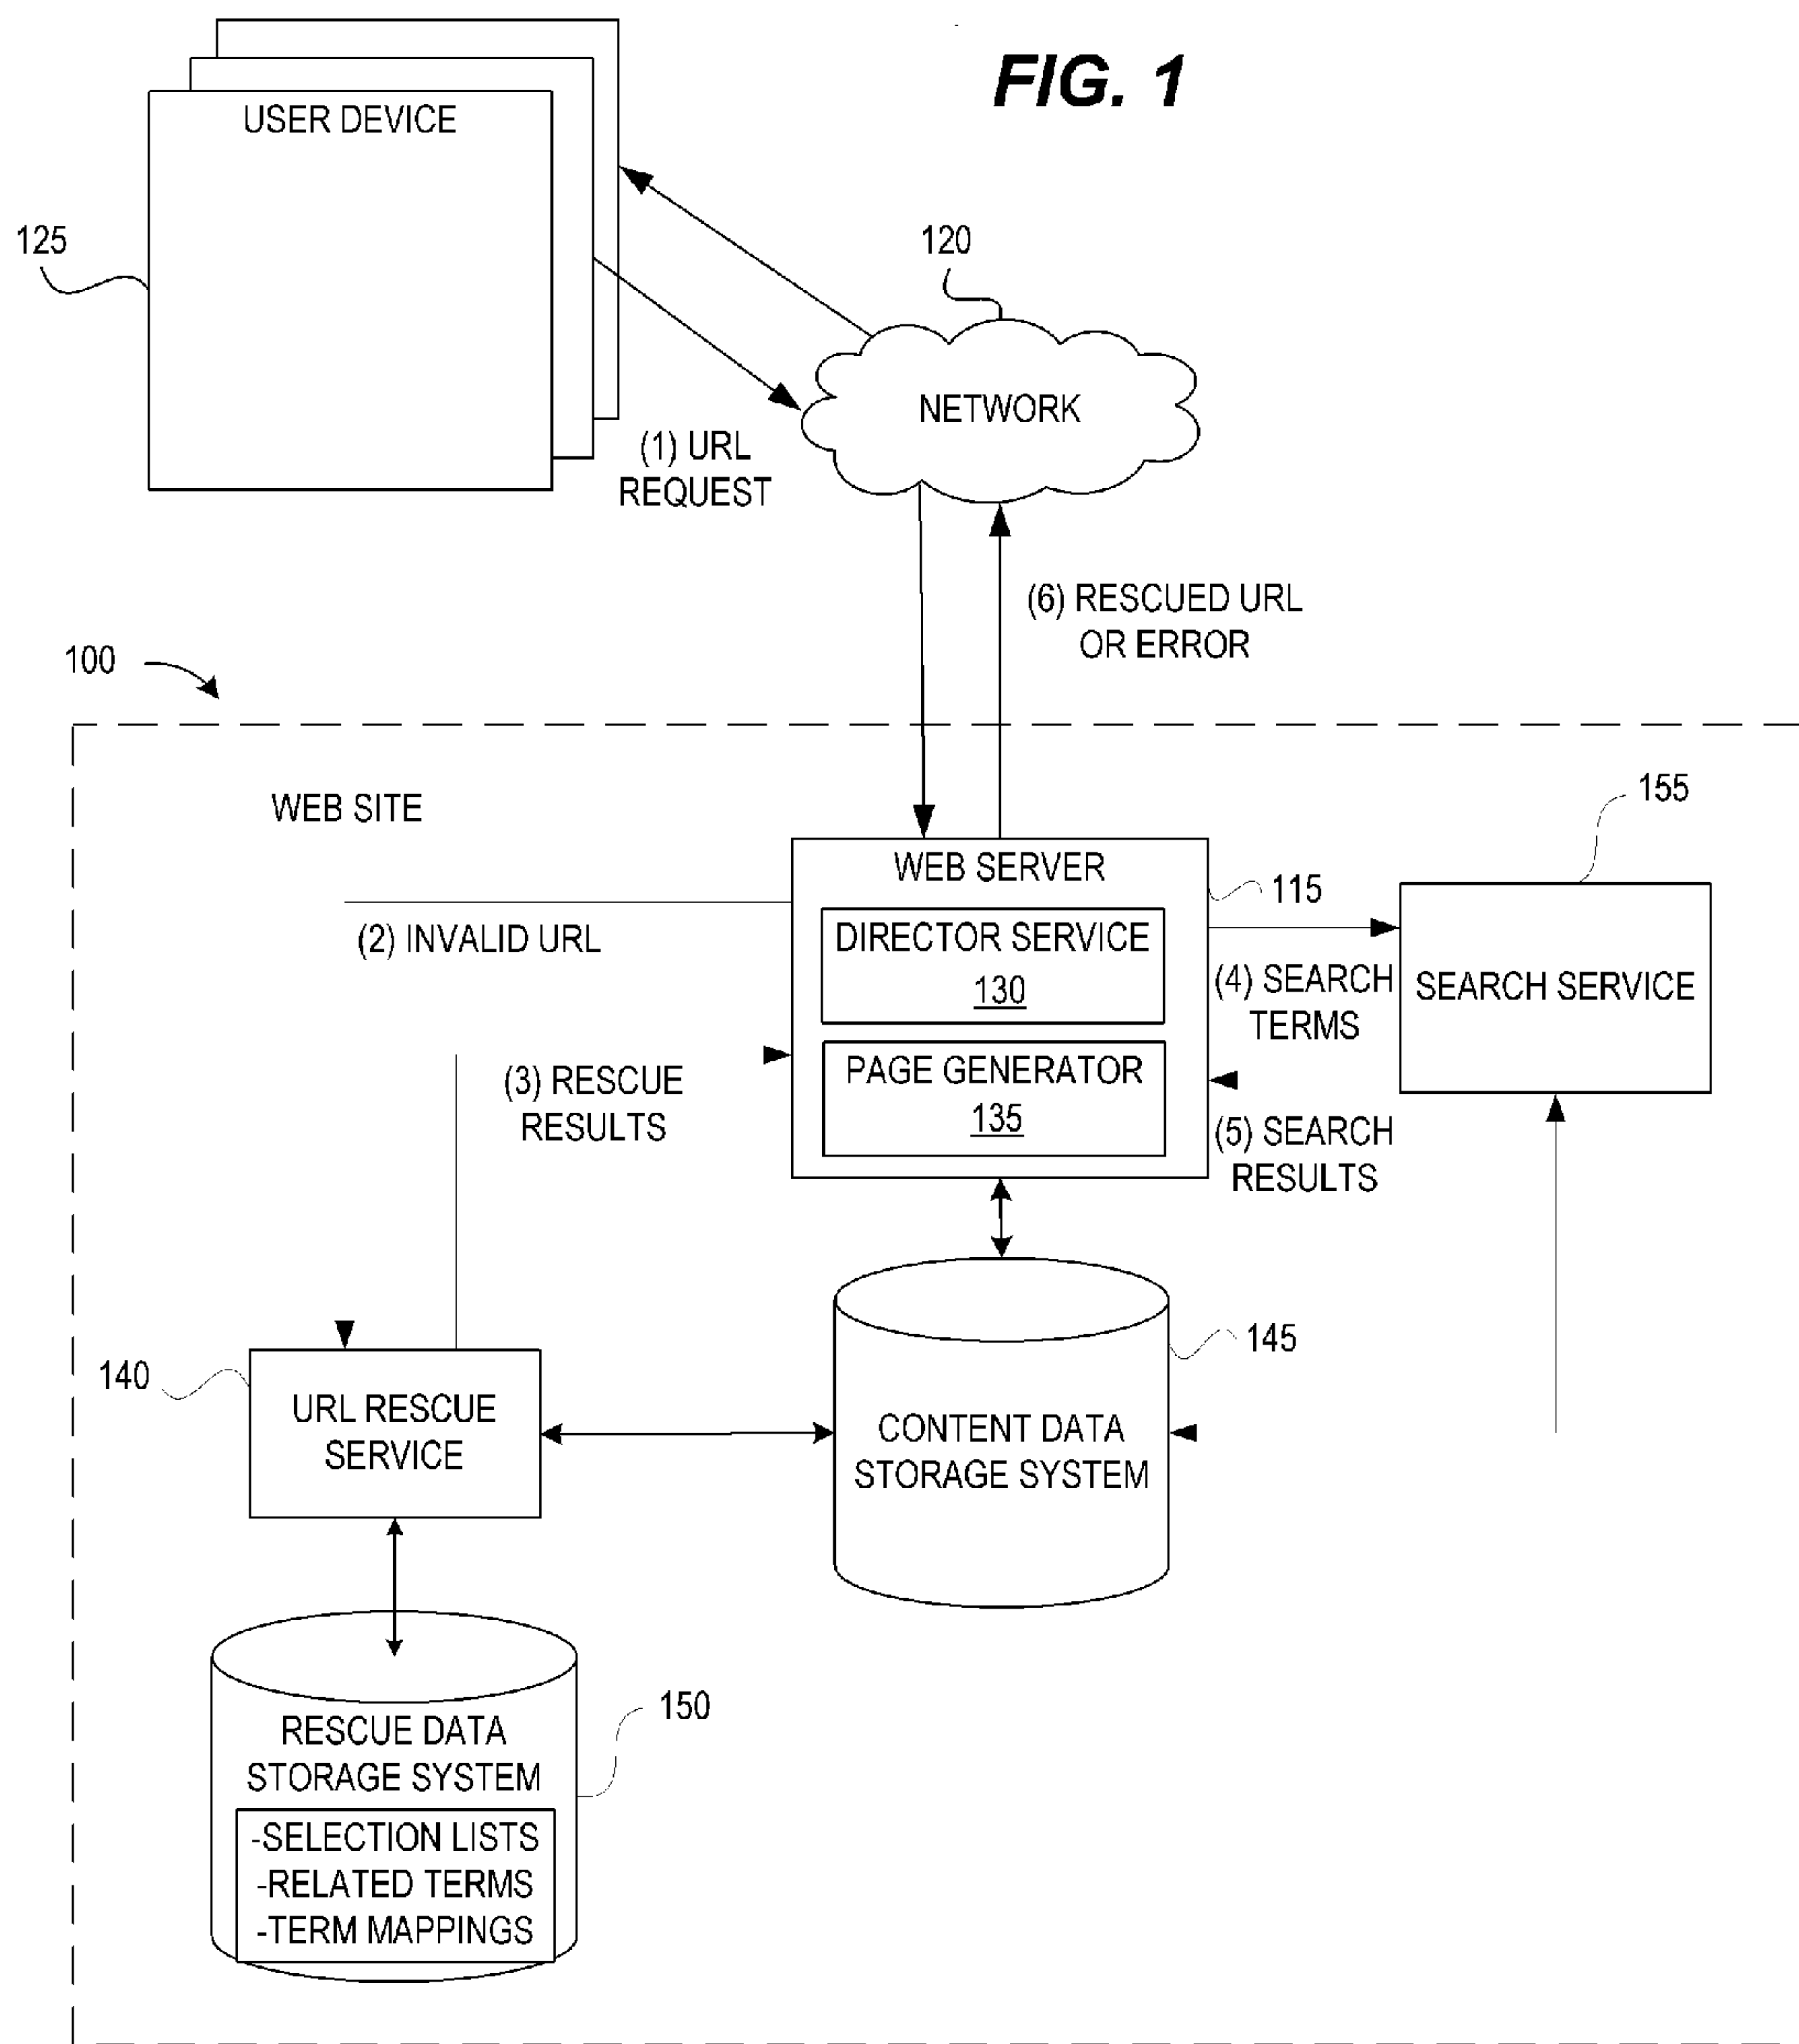 FIG. 1
USER DEVICE
125
120
NETWORK
(1) URL
REQUEST
(6) RESCUED URL
OR ERROR
100
WEB SITE
155
WEB SERVER
115
(2) INVALID URL
DIRECTOR SERVICE
130
(4) SEARCH
TERMS
SEARCH SERVICE
(3) RESCUE
RESULTS
PAGE GENERATOR
135
(5) SEARCH
RESULTS
145
140
URL RESCUE
SERVICE
CONTENT DATA
STORAGE SYSTEM
150
RESCUE DATA
STORAGE SYSTEM
-SELECTION LISTS
-RELATED TERMS
-TERM MAPPINGS